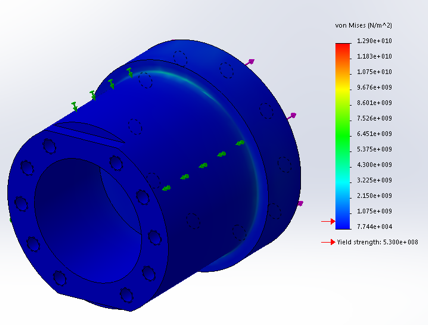 von Mises (N/m^2)
1.290e+010
1.183e+010
1.075e+010
9.676e+009
8.601e+009
7.526e+009
6.451e+009
5.375e+009
4.300e+009
3.225e+009
2.150e+009
1.075e+009
7.744e+004
Yield strength: 5.300e+008